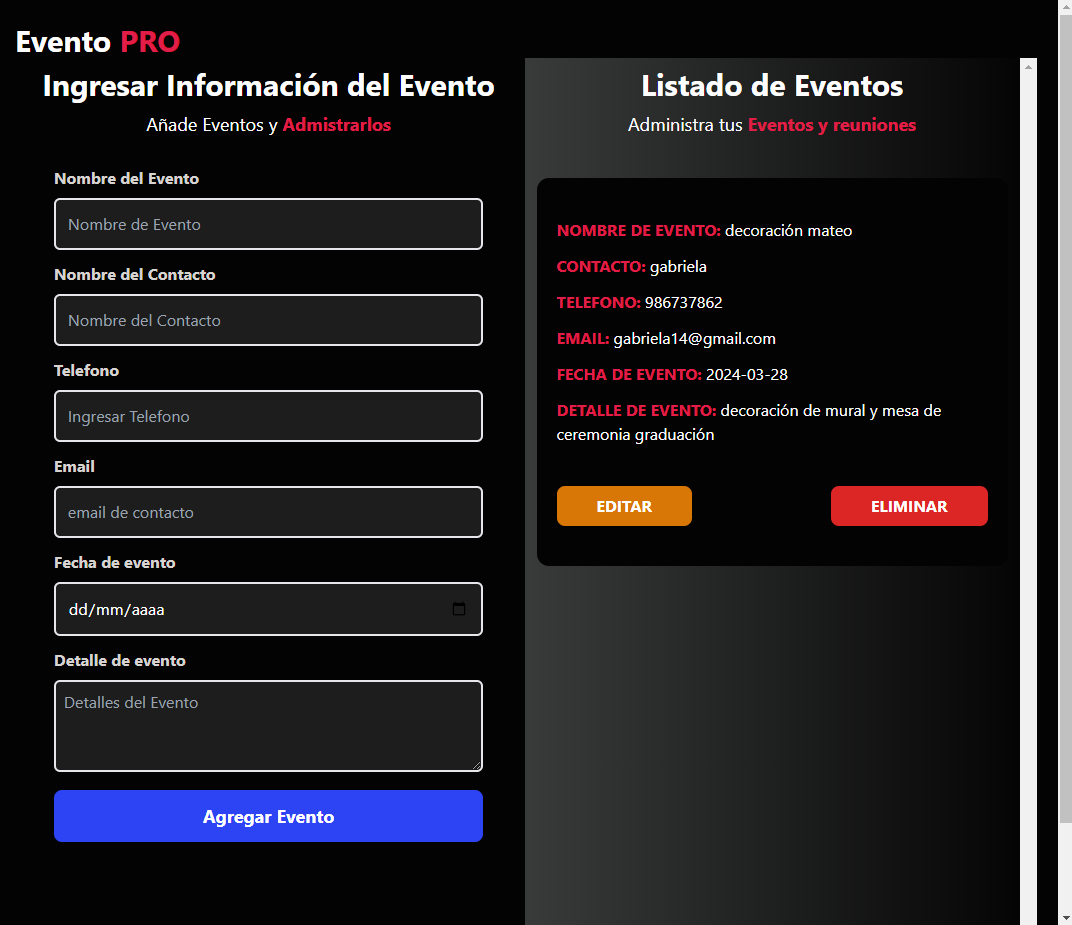 Evento PRO
Ingresar Información del Evento
Añade Eventos y Admistrarlos
Nombre del Evento
Nombre de Evento
Nombre del Contacto
Nombre del Contacto
Telefono
Ingresar Telefono
Email
email de contacto
Fecha de evento
dd/mm/aaaa
Detalle de evento
Detalles del Evento
Agregar Evento
Listado de Eventos
Administra tus Eventos y reuniones
NOMBRE DE EVENTO: decoración mateo
CONTACTO: gabriela
TELEFONO: 986737862
EMAIL: gabriela14@gmail.com
FECHA DE EVENTO: 2024-03-28
DETALLE DE EVENTO: decoración de mural y mesa de
ceremonia graduación
EDITAR
ELIMINAR